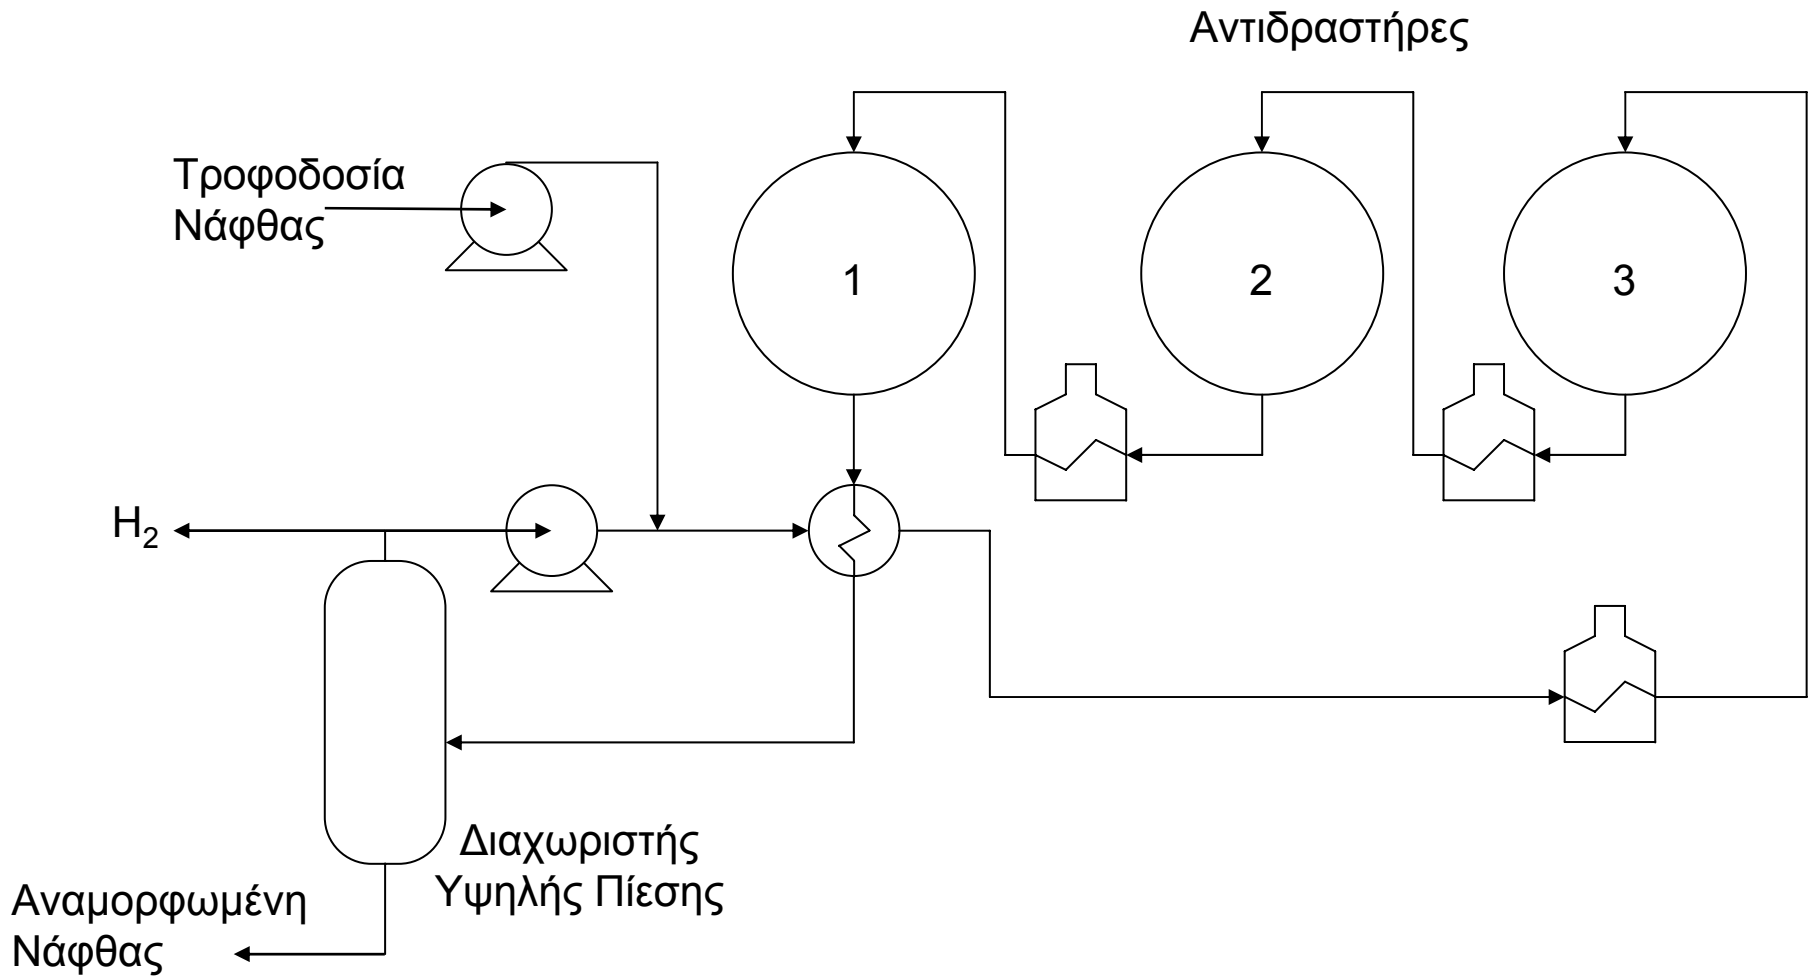 Αντιδραστήρες
Τροφοδοσία
Νάφθας
1
2
3
H₂
Διαχωριστής
Υψηλής Πίεσης
Αναμορφωμένη
Νάφθας